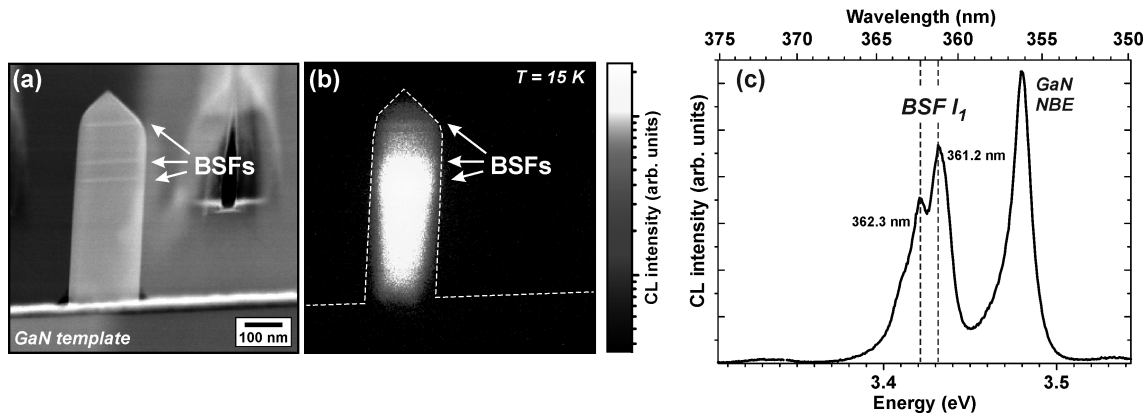 (a)
BSFs
GaN template
100 nm
(b)
T = 15 K
BSFs
CL intensity (arb. units)
Wavelength (nm)
375 370 365 360 355 350
(c)
BSF I1
GaN
NBE
361.2 nm
362.3 nm
CL intensity (arb. units)
3.4 3.5
Energy (eV)